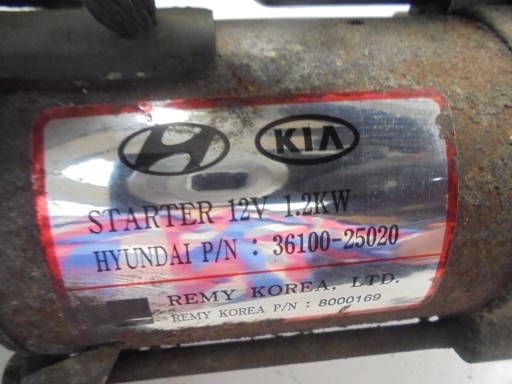 KIA
STARTER 12V 1.2KW
HYUNDAI P/N : 36100-25020
REMY KOREA, LTD.
REMY KOREA P/N : 8000169